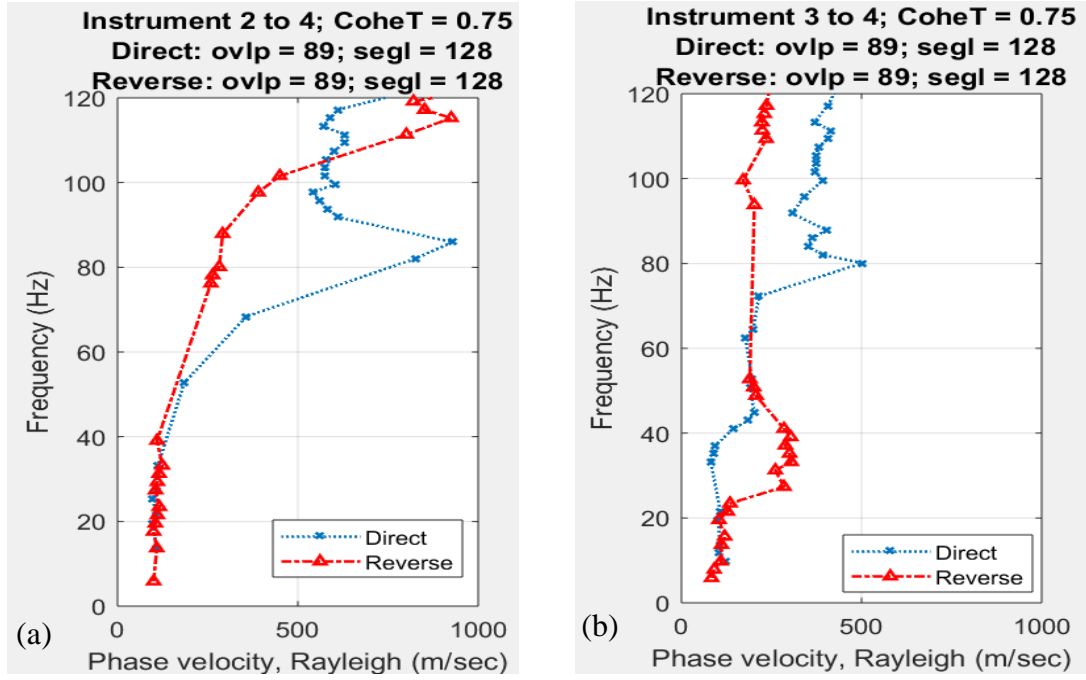 Instrument 2 to 4; CoheT = 0.75
Direct: ovlp = 89; segl = 128
Reverse: ovlp = 89; segl = 128
120
100
80
60
40
20
0
Frequency (Hz)
Direct
Reverse
0
500
1000
Phase velocity, Rayleigh (m/sec)
(a)
Instrument 3 to 4; CoheT = 0.75
Direct: ovlp = 89; segl = 128
Reverse: ovlp = 89; segl = 128
120
100
80
60
40
20
0
Frequency (Hz)
Direct
Reverse
0
500
1000
Phase velocity, Rayleigh (m/sec)
(b)